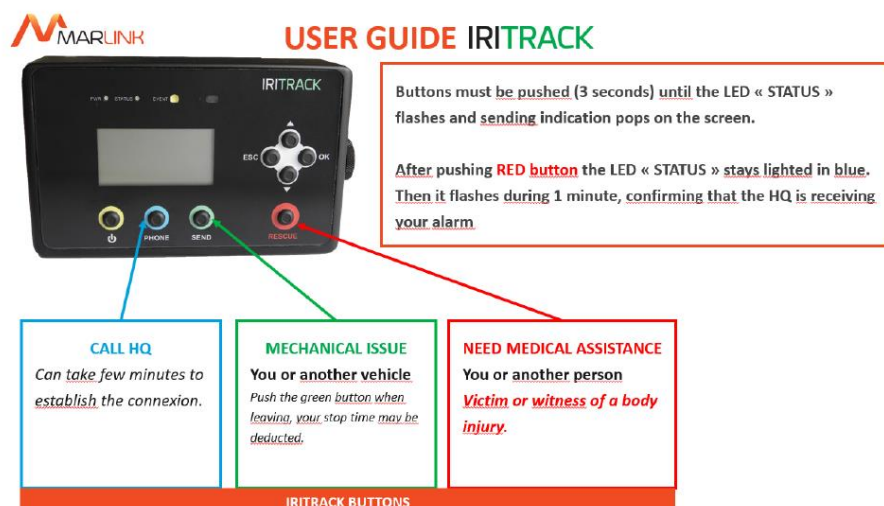 MARLINK
USER GUIDE IRITRACK
IRITRACK
PWR STATUS EVENT
ESC OK
PHONE SEND RESCUE
Buttons must be pushed (3 seconds) until the LED « STATUS »
flashes and sending indication pops on the screen.
After pushing RED button the LED « STATUS » stays lighted in blue.
Then it flashes during 1 minute, confirming that the HQ is receiving
your alarm
CALL HQ
Can take few minutes to
establish the connexion.
MECHANICAL ISSUE
You or another vehicle
Push the green button when
leaving, your stop time may be
deducted.
NEED MEDICAL ASSISTANCE
You or another person
Victim or witness of a body
injury.
IRITRACK BUTTONS